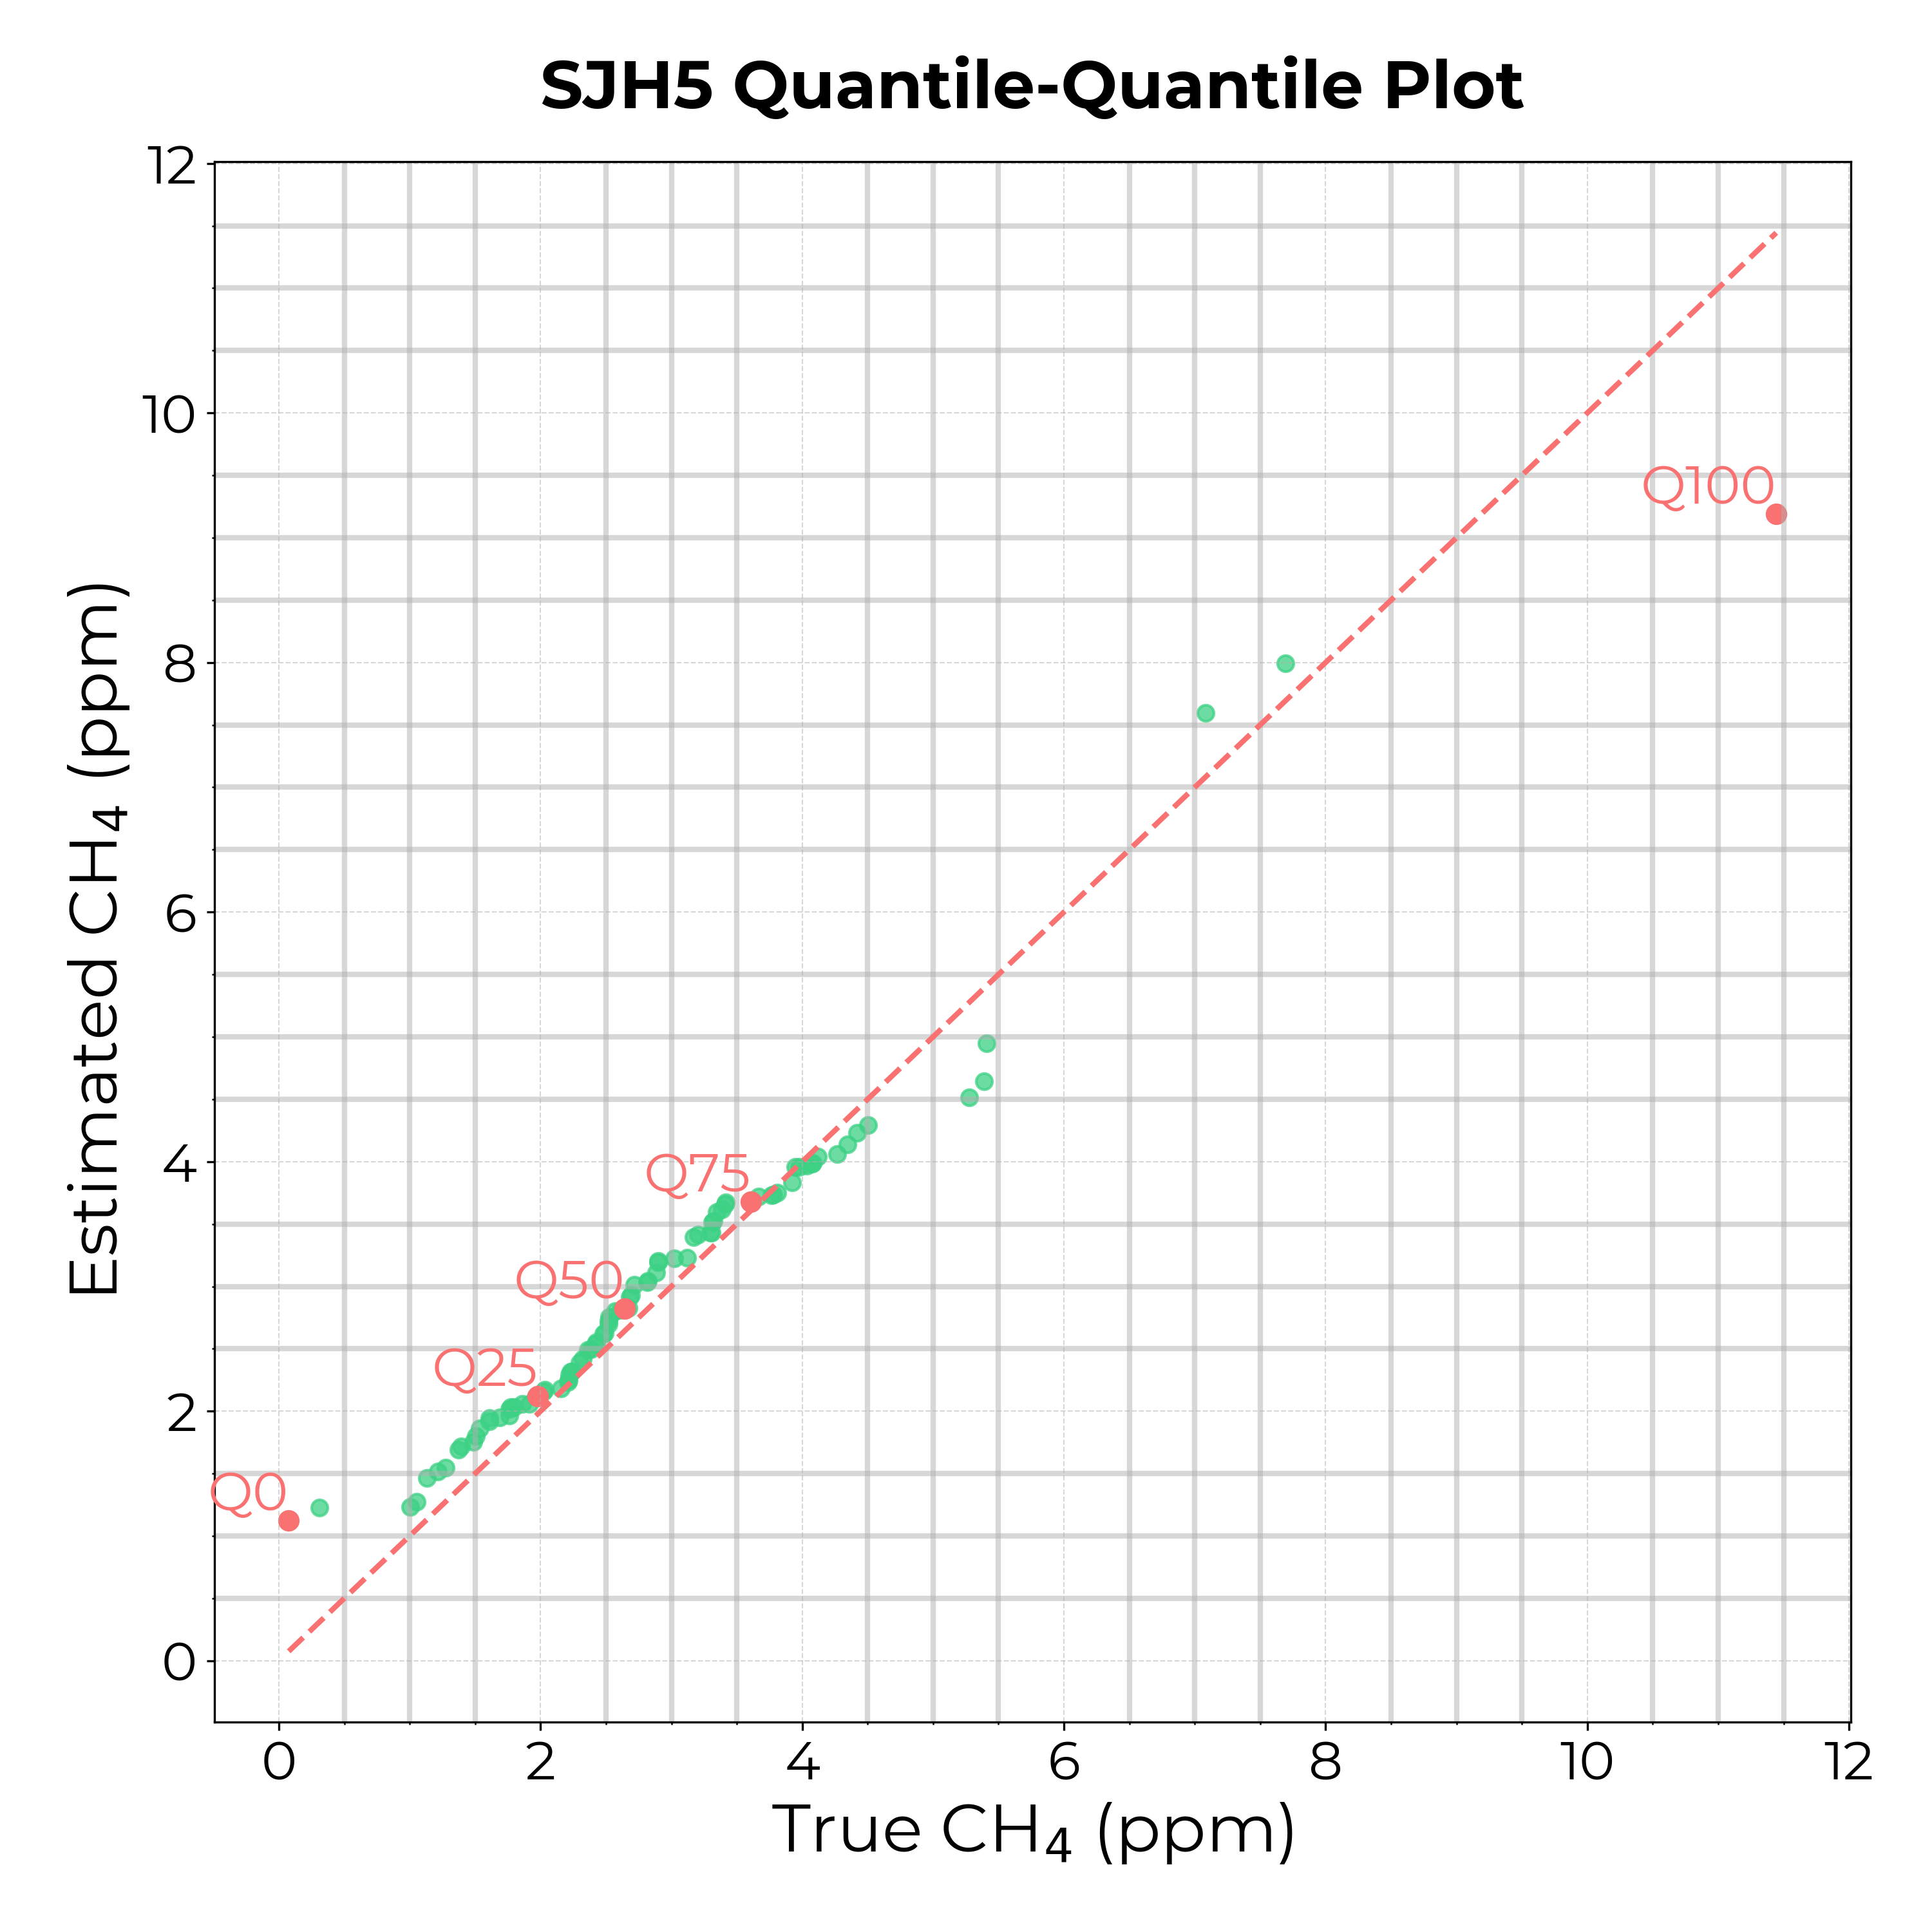 SJH5 Quantile-Quantile Plot
12
10
8
6
4
2
0
Estimated CH₄ (ppm)
Q100
Q75
Q50
Q25
Q0
0 2 4 6 8 10 12
True CH₄ (ppm)